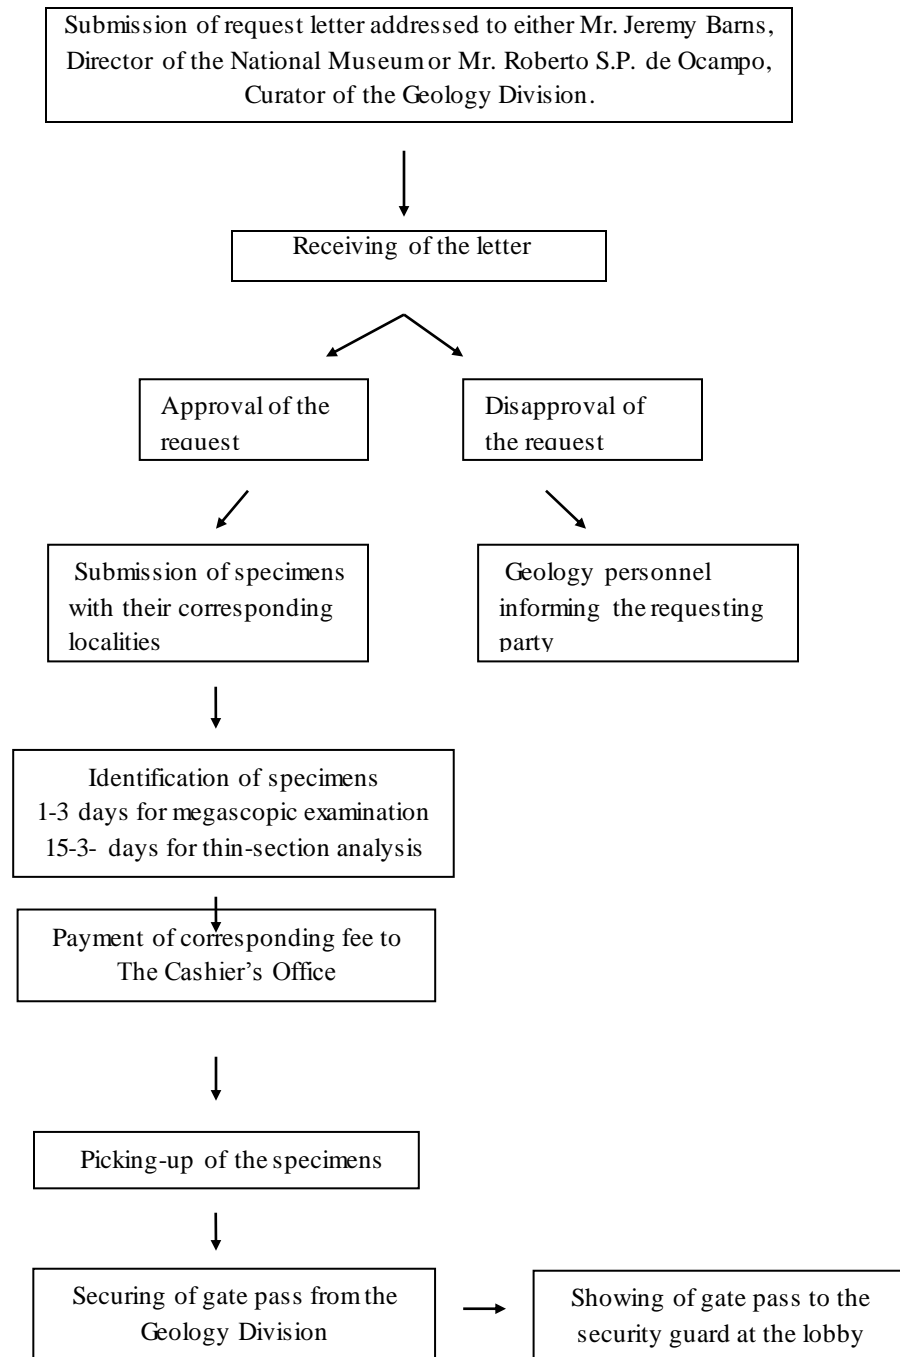 Submission of request letter addressed to either Mr. Jeremy Barns,
Director of the National Museum or Mr. Roberto S.P. de Ocampo,
Curator of the Geology Division.
Receiving of the letter
Approval of the
request
Disapproval of
the request
Submission of specimens
with their corresponding
localities
Geology personnel
informing the requesting
party
Identification of specimens
1-3 days for megascopic examination
15-3- days for thin-section analysis
Payment of corresponding fee to
The Cashier's Office
Picking-up of the specimens
Securing of gate pass from the
Geology Division
Showing of gate pass to the
security guard at the lobby